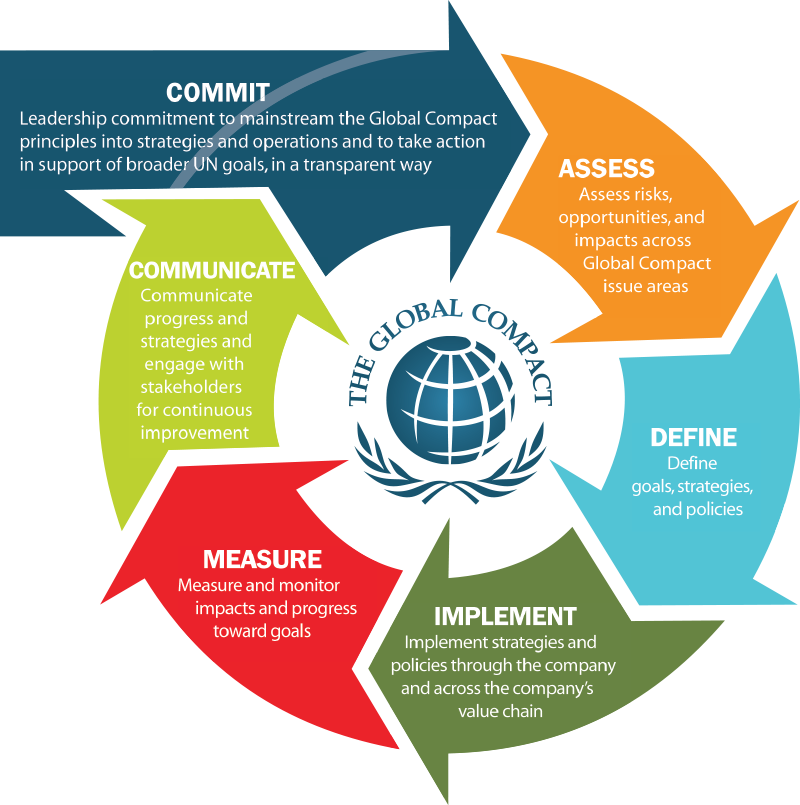 COMMIT
Leadership commitment to mainstream the Global Compact
principles into strategies and operations and to take action
in support of broader UN goals, in a transparent way
ASSESS
Assess risks,
opportunities, and
impacts across
Global Compact
issue areas
DEFINE
Define
goals, strategies,
and policies
IMPLEMENT
Implement strategies and
policies through the company
and across the company's
value chain
MEASURE
Measure and monitor
impacts and progress
toward goals
COMMUNICATE
Communicate
progress and
strategies and
engage with
stakeholders
for continuous
improvement
THE GLOBAL COMPACT